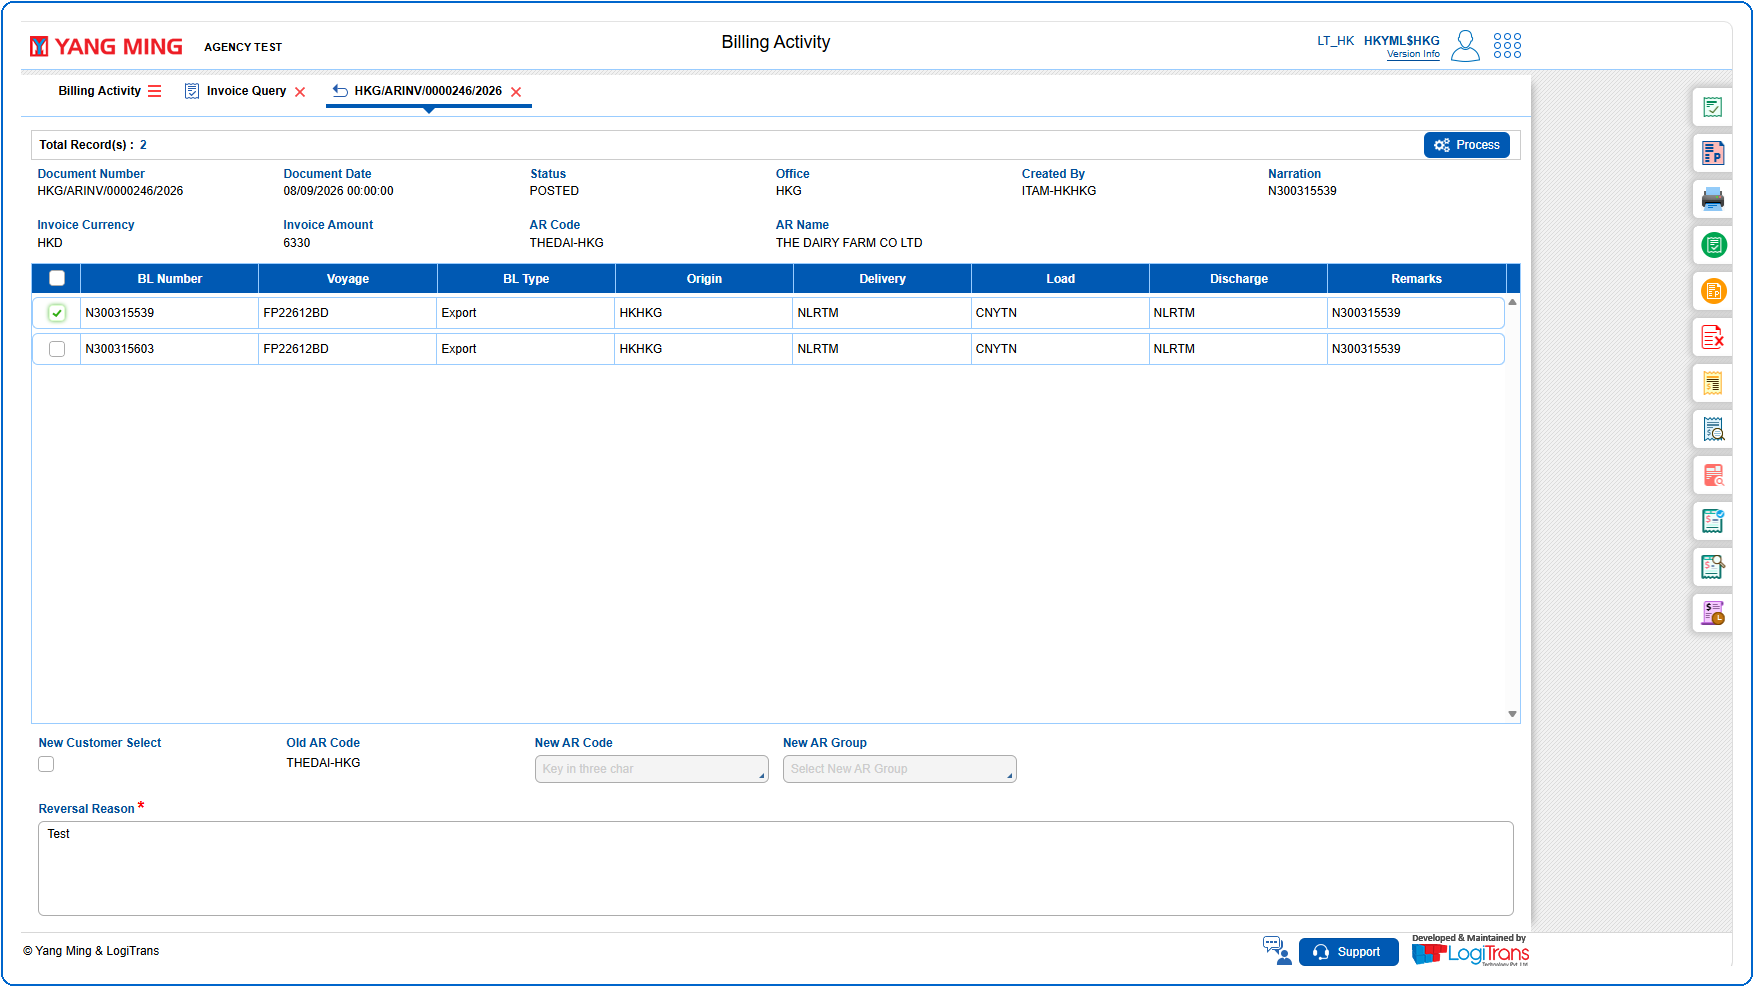 YANG MING
AGENCY TEST
Billing Activity
LT_HK HKYML$HKG
Version Info
Billing Activity
Invoice Query
HKG/ARINV/0000246/2026
Total Record(s) : 2
Process
Document Number Document Date Status Office Created By Narration
HKG/ARINV/0000246/2026 08/09/2026 00:00:00 POSTED HKG ITAM-HKHKG N300315539
Invoice Currency Invoice Amount AR Code AR Name
HKD 6330 THEDAI-HKG THE DAIRY FARM CO LTD
BL Number Voyage BL Type Origin Delivery Load Discharge Remarks
N300315539 FP22612BD Export HKHKG NLRTM CNYTN NLRTM N300315539
N300315603 FP22612BD Export HKHKG NLRTM CNYTN NLRTM N300315539
New Customer Select Old AR Code New AR Code New AR Group
THEDAI-HKG Key in three char Select New AR Group
Reversal Reason *
Test
© Yang Ming & LogiTrans
Support
Developed & Maintained by
LogiTrans
Technology Pvt. Ltd